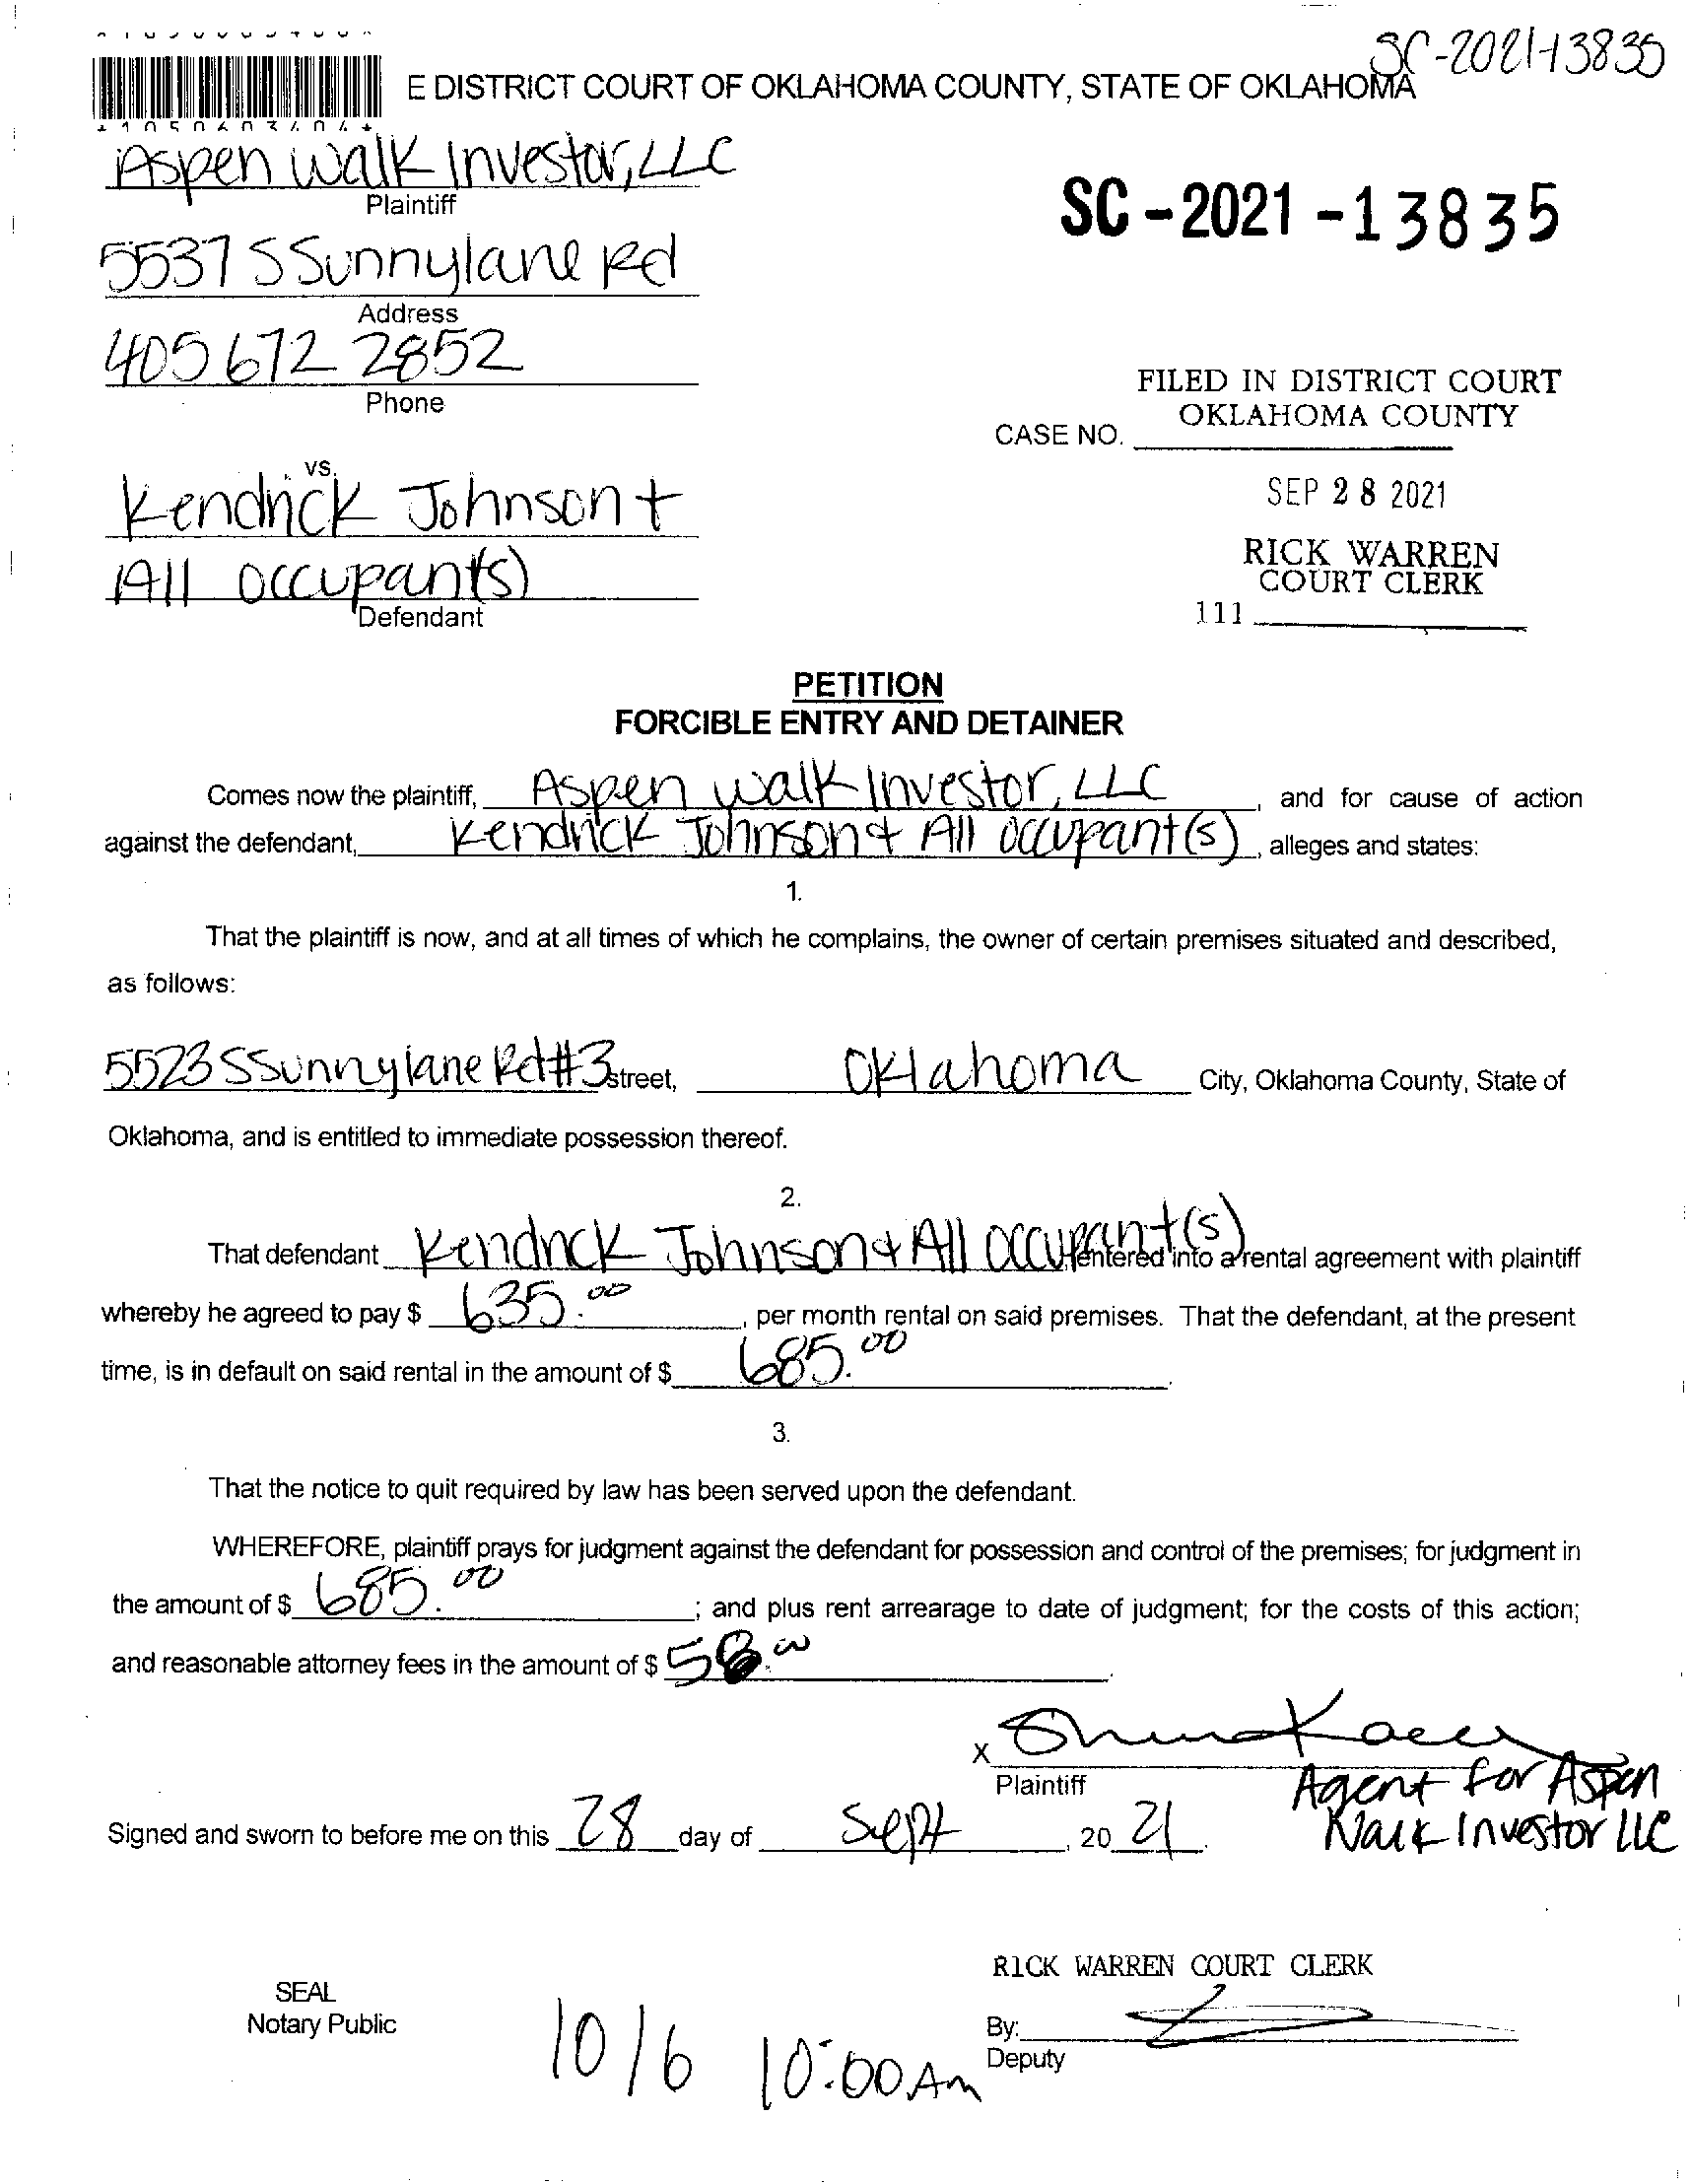 SC-2021-13835
E DISTRICT COURT OF OKLAHOMA COUNTY, STATE OF OKLAHOMA
Aspen Walk Investor, LLC
Plaintiff
SC-2021-13835
5537 S Sunnylane Rd
Address
405 672 2852
Phone
FILED IN DISTRICT COURT
OKLAHOMA COUNTY
CASE NO.
vs.
Kendrick Johnson +
SEP 28 2021
All occupant(s)
Defendant
RICK WARREN
COURT CLERK
111
PETITION
FORCIBLE ENTRY AND DETAINER
Comes now the plaintiff, Aspen Walk Investor, LLC, and for cause of action
against the defendant, Kendrick Johnson + All occupant(s), alleges and states:
1.
That the plaintiff is now, and at all times of which he complains, the owner of certain premises situated and described,
as follows:
5523 S Sunnylane Rd #3 street, Oklahoma City, Oklahoma County, State of
Oklahoma, and is entitled to immediate possession thereof.
2.
That defendant Kendrick Johnson + All occupant(s), entered into a rental agreement with plaintiff
whereby he agreed to pay $ 635.00, per month rental on said premises. That the defendant, at the present
time, is in default on said rental in the amount of $ 685.00.
3.
That the notice to quit required by law has been served upon the defendant.
WHEREFORE, plaintiff prays for judgment against the defendant for possession and control of the premises; for judgment in
the amount of $ 685.00; and plus rent arrearage to date of judgment; for the costs of this action;
and reasonable attorney fees in the amount of $ 58.00.
X
Plaintiff
Agent for Aspen
Walk Investor LLC
Signed and sworn to before me on this 28 day of Sept, 20 21.
RICK WARREN COURT CLERK
SEAL
Notary Public
By:
Deputy
10/6 10:00 Am